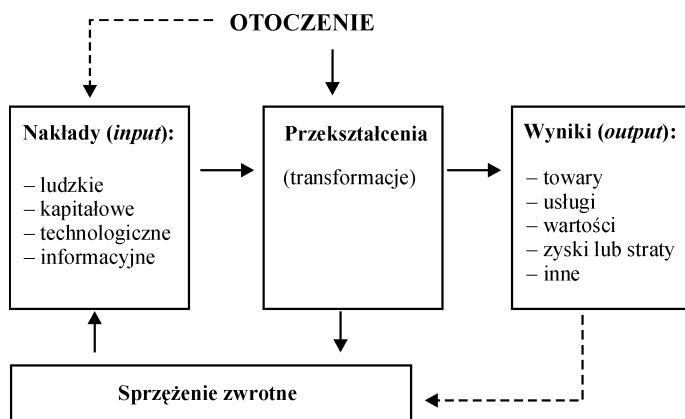 OTOCZENIE
Nakłady (input):
– ludzkie
– kapitałowe
– technologiczne
– informacyjne
Przekształcenia
(transformacje)
Wyniki (output):
– towary
– usługi
– wartości
– zyski lub straty
– inne
Sprzężenie zwrotne